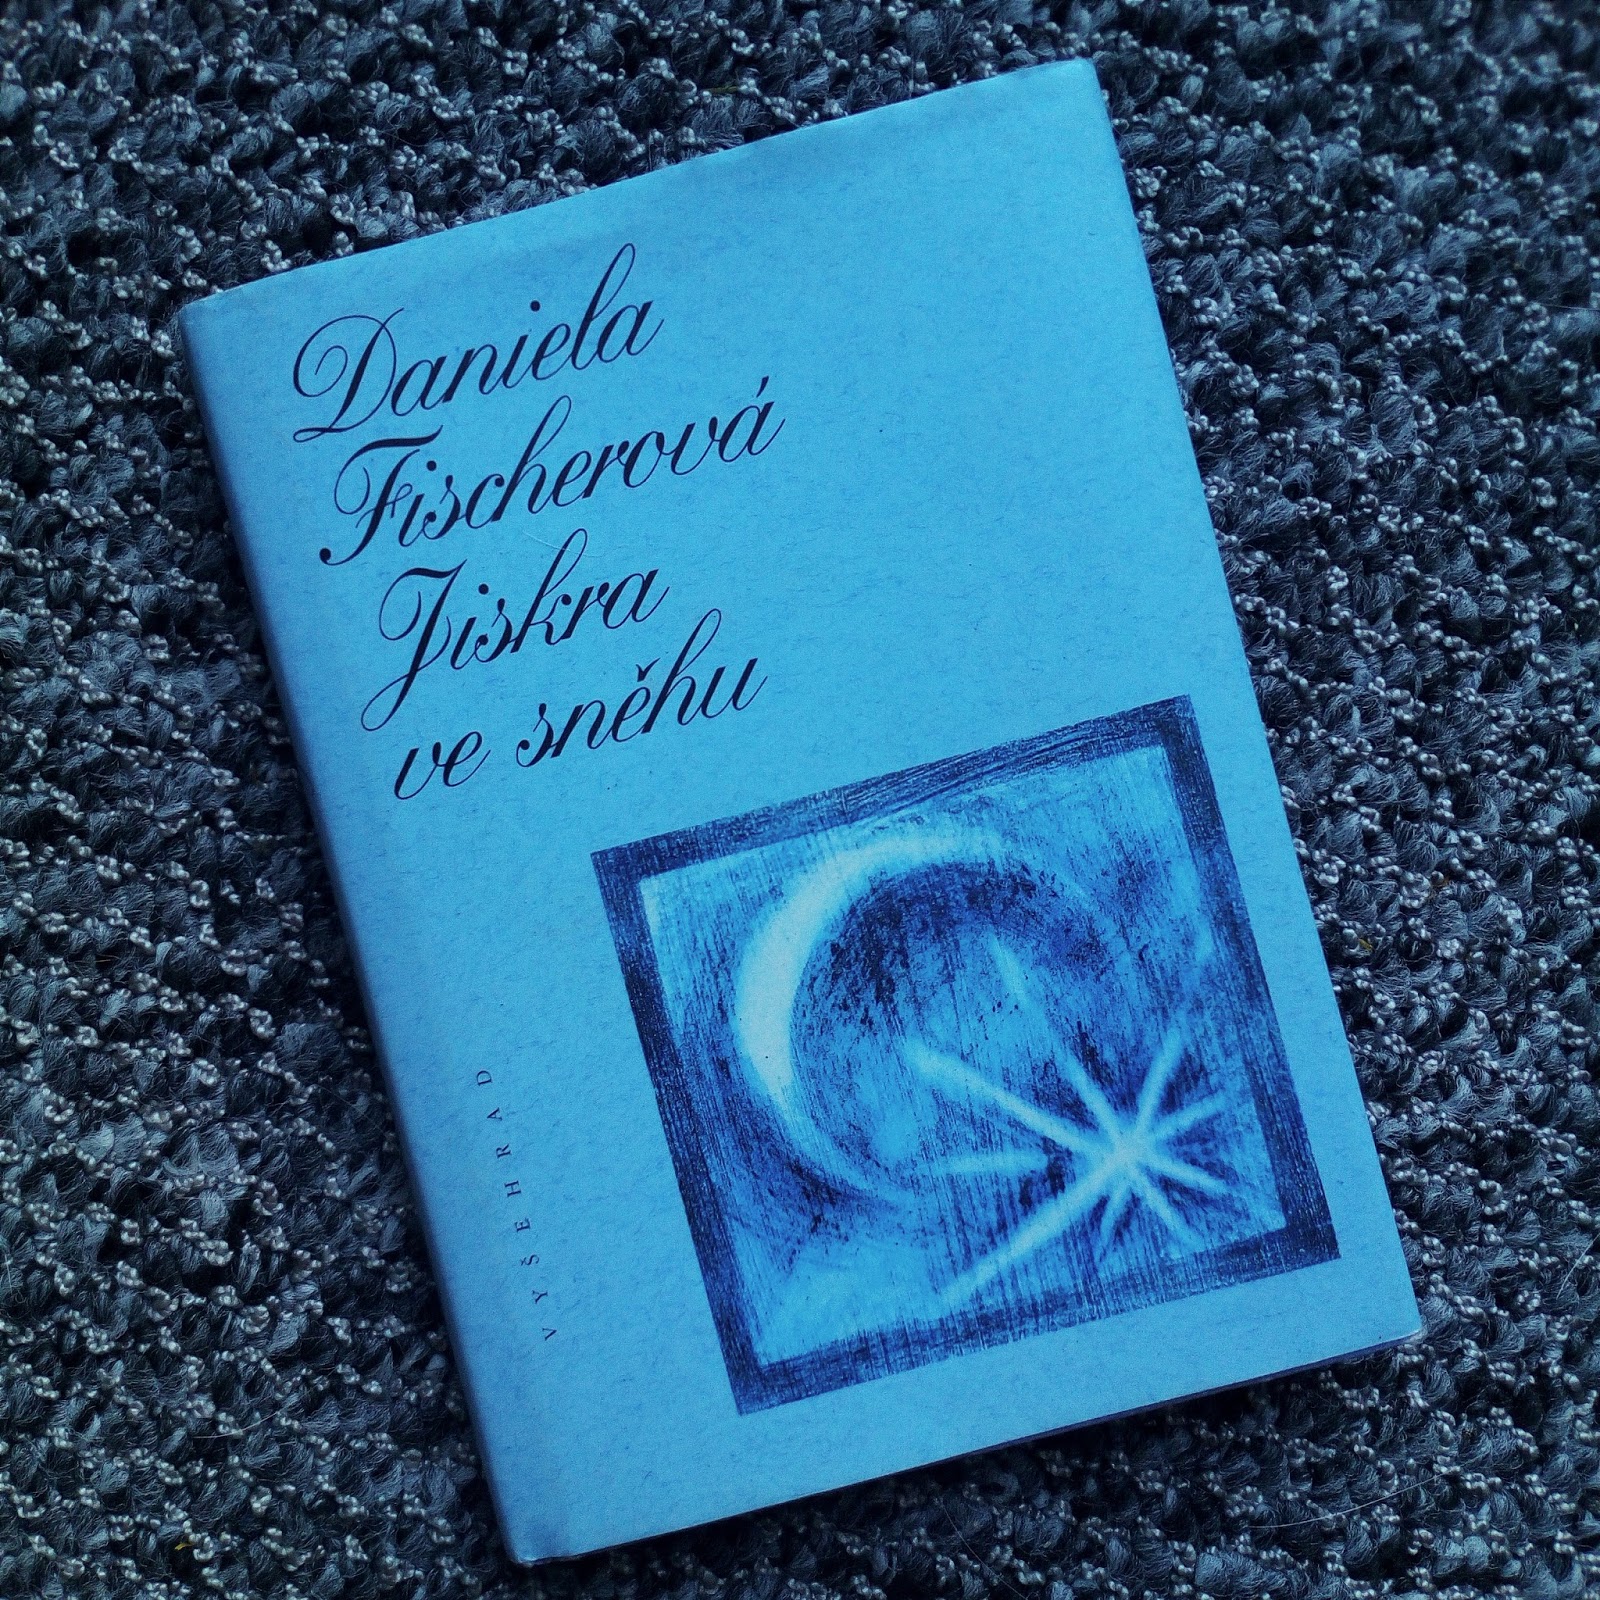 Daniela
Fischerová
Jiskra
ve sněhu
VYŠEHRAD